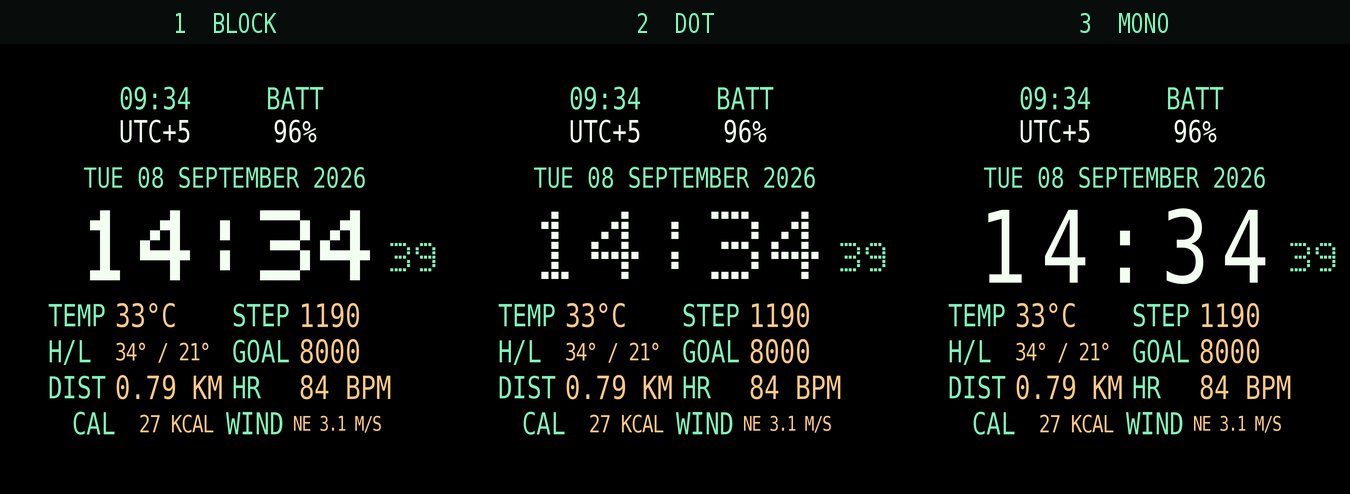 1 BLOCK 2 DOT 3 MONO
09:34 BATT
UTC+5 96%
TUE 08 SEPTEMBER 2026
14:34 39
TEMP 33°C STEP 1190
H/L 34° / 21° GOAL 8000
DIST 0.79 KM HR 84 BPM
CAL 27 KCAL WIND NE 3.1 M/S
09:34 BATT
UTC+5 96%
TUE 08 SEPTEMBER 2026
14:34 39
TEMP 33°C STEP 1190
H/L 34° / 21° GOAL 8000
DIST 0.79 KM HR 84 BPM
CAL 27 KCAL WIND NE 3.1 M/S
09:34 BATT
UTC+5 96%
TUE 08 SEPTEMBER 2026
14:34 39
TEMP 33°C STEP 1190
H/L 34° / 21° GOAL 8000
DIST 0.79 KM HR 84 BPM
CAL 27 KCAL WIND NE 3.1 M/S